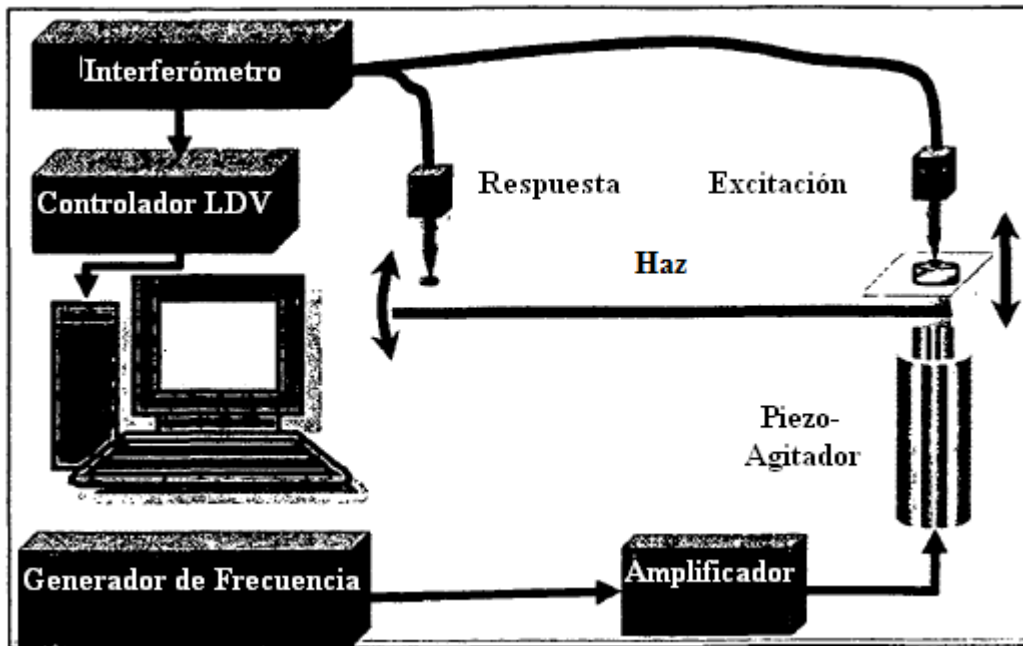 Interferómetro
Controlador LDV
Respuesta
Excitación
Haz
Piezo-
Agitador
Generador de Frecuencia
Amplificador